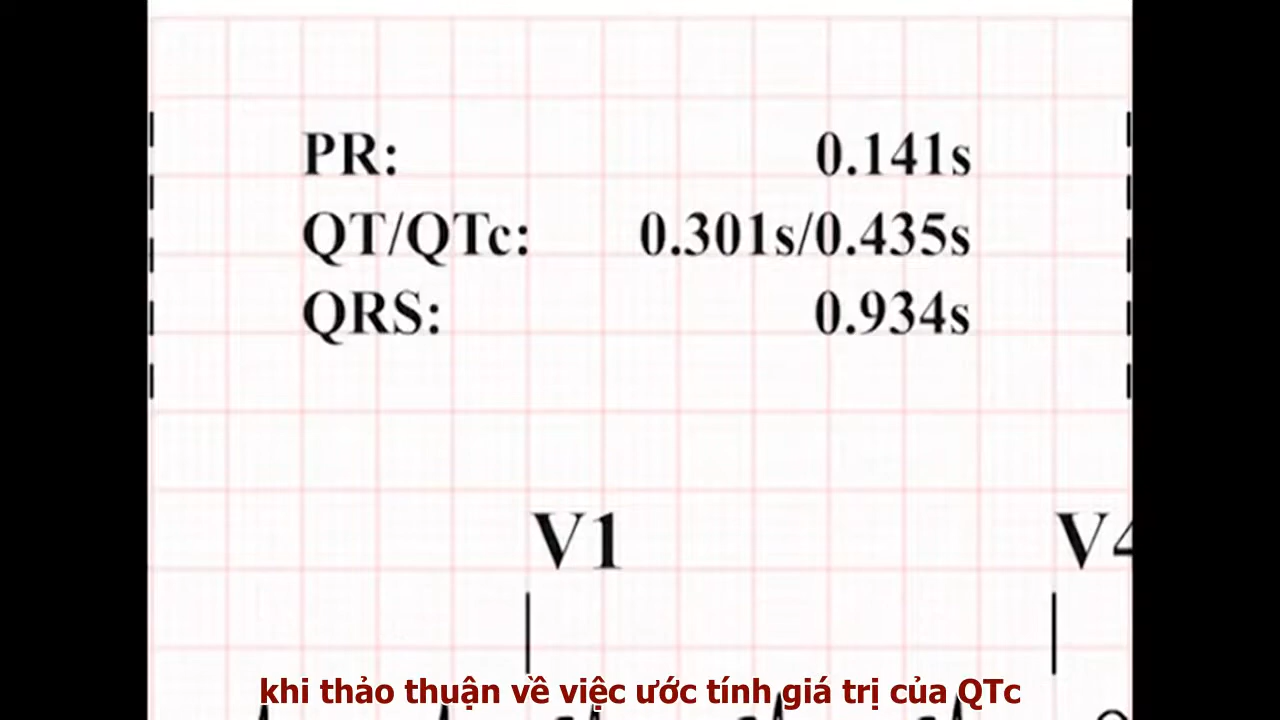 PR: 0.141s
QT/QTc: 0.301s/0.435s
QRS: 0.934s
V1 V4
khi thảo thuận về việc ước tính giá trị của QTc